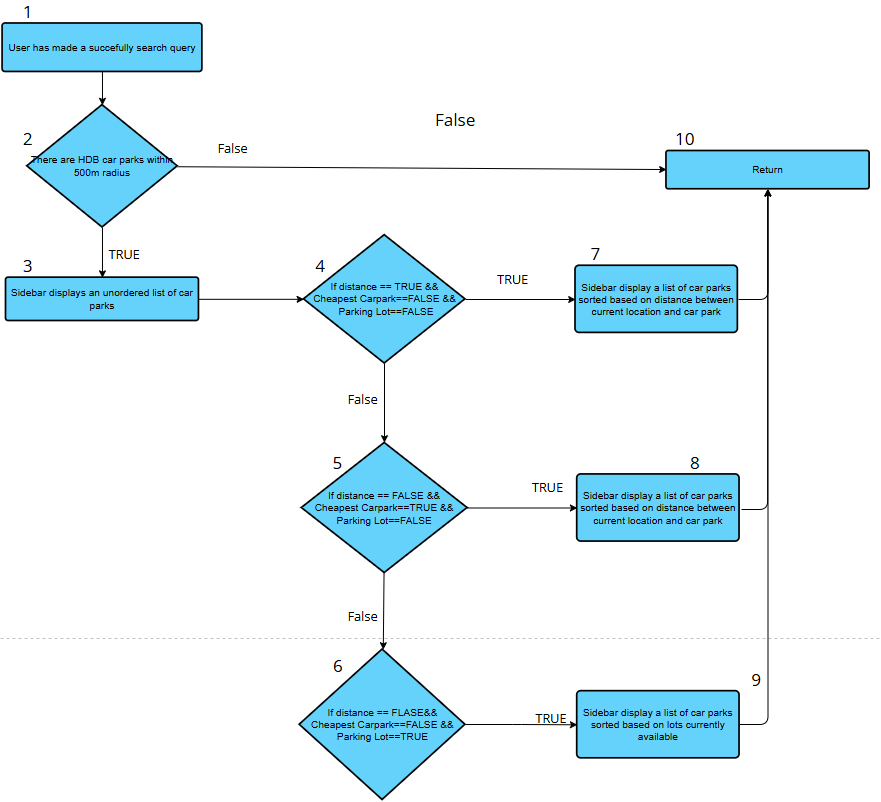 1
User has made a succefully search query
2
There are HDB car parks within
500m radius
False
False
10
Return
TRUE
3
Sidebar displays an unordered list of car
parks
4
If distance == TRUE &&
Cheapest Carpark==FALSE &&
Parking Lot==FALSE
TRUE
7
Sidebar display a list of car parks
sorted based on distance between
current location and car park
False
5
If distance == FALSE &&
Cheapest Carpark==TRUE &&
Parking Lot==FALSE
TRUE
8
Sidebar display a list of car parks
sorted based on distance between
current location and car park
False
6
If distance == FLASE&&
Cheapest Carpark==FALSE &&
Parking Lot==TRUE
TRUE
9
Sidebar display a list of car parks
sorted based on lots currently
available